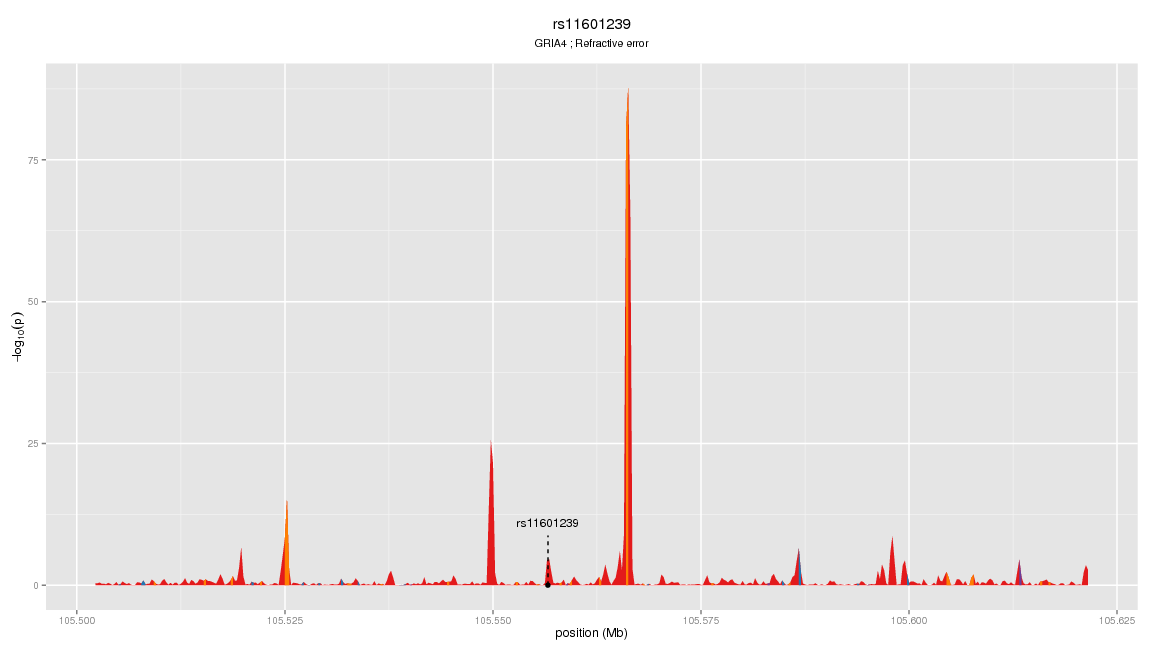 rs11601239
GRIA4 ; Refractive error
−log10(p)
75
50
25
0
rs11601239
105.500
105.525
105.550
105.575
105.600
105.625
position (Mb)